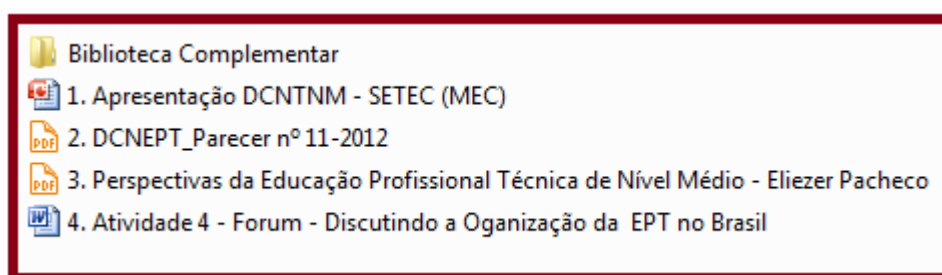 Biblioteca Complementar
1. Apresentação DCNTNM - SETEC (MEC)
2. DCNEPT_Parecer nº 11-2012
3. Perspectivas da Educação Profissional Técnica de Nível Médio - Eliezer Pacheco
4. Atividade 4 - Forum - Discutindo a Oganização da  EPT no Brasil